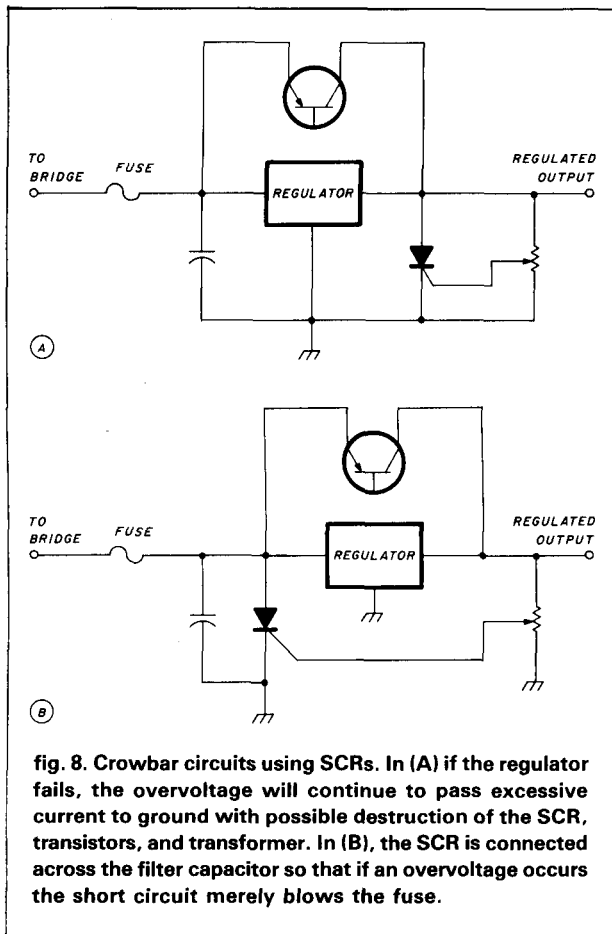 TO
BRIDGE
FUSE
REGULATOR
REGULATED
OUTPUT
A
TO
BRIDGE
FUSE
REGULATOR
REGULATED
OUTPUT
B
fig. 8. Crowbar circuits using SCRs. In (A) if the regulator
fails, the overvoltage will continue to pass excessive
current to ground with possible destruction of the SCR,
transistors, and transformer. In (B), the SCR is connected
across the filter capacitor so that if an overvoltage occurs
the short circuit merely blows the fuse.